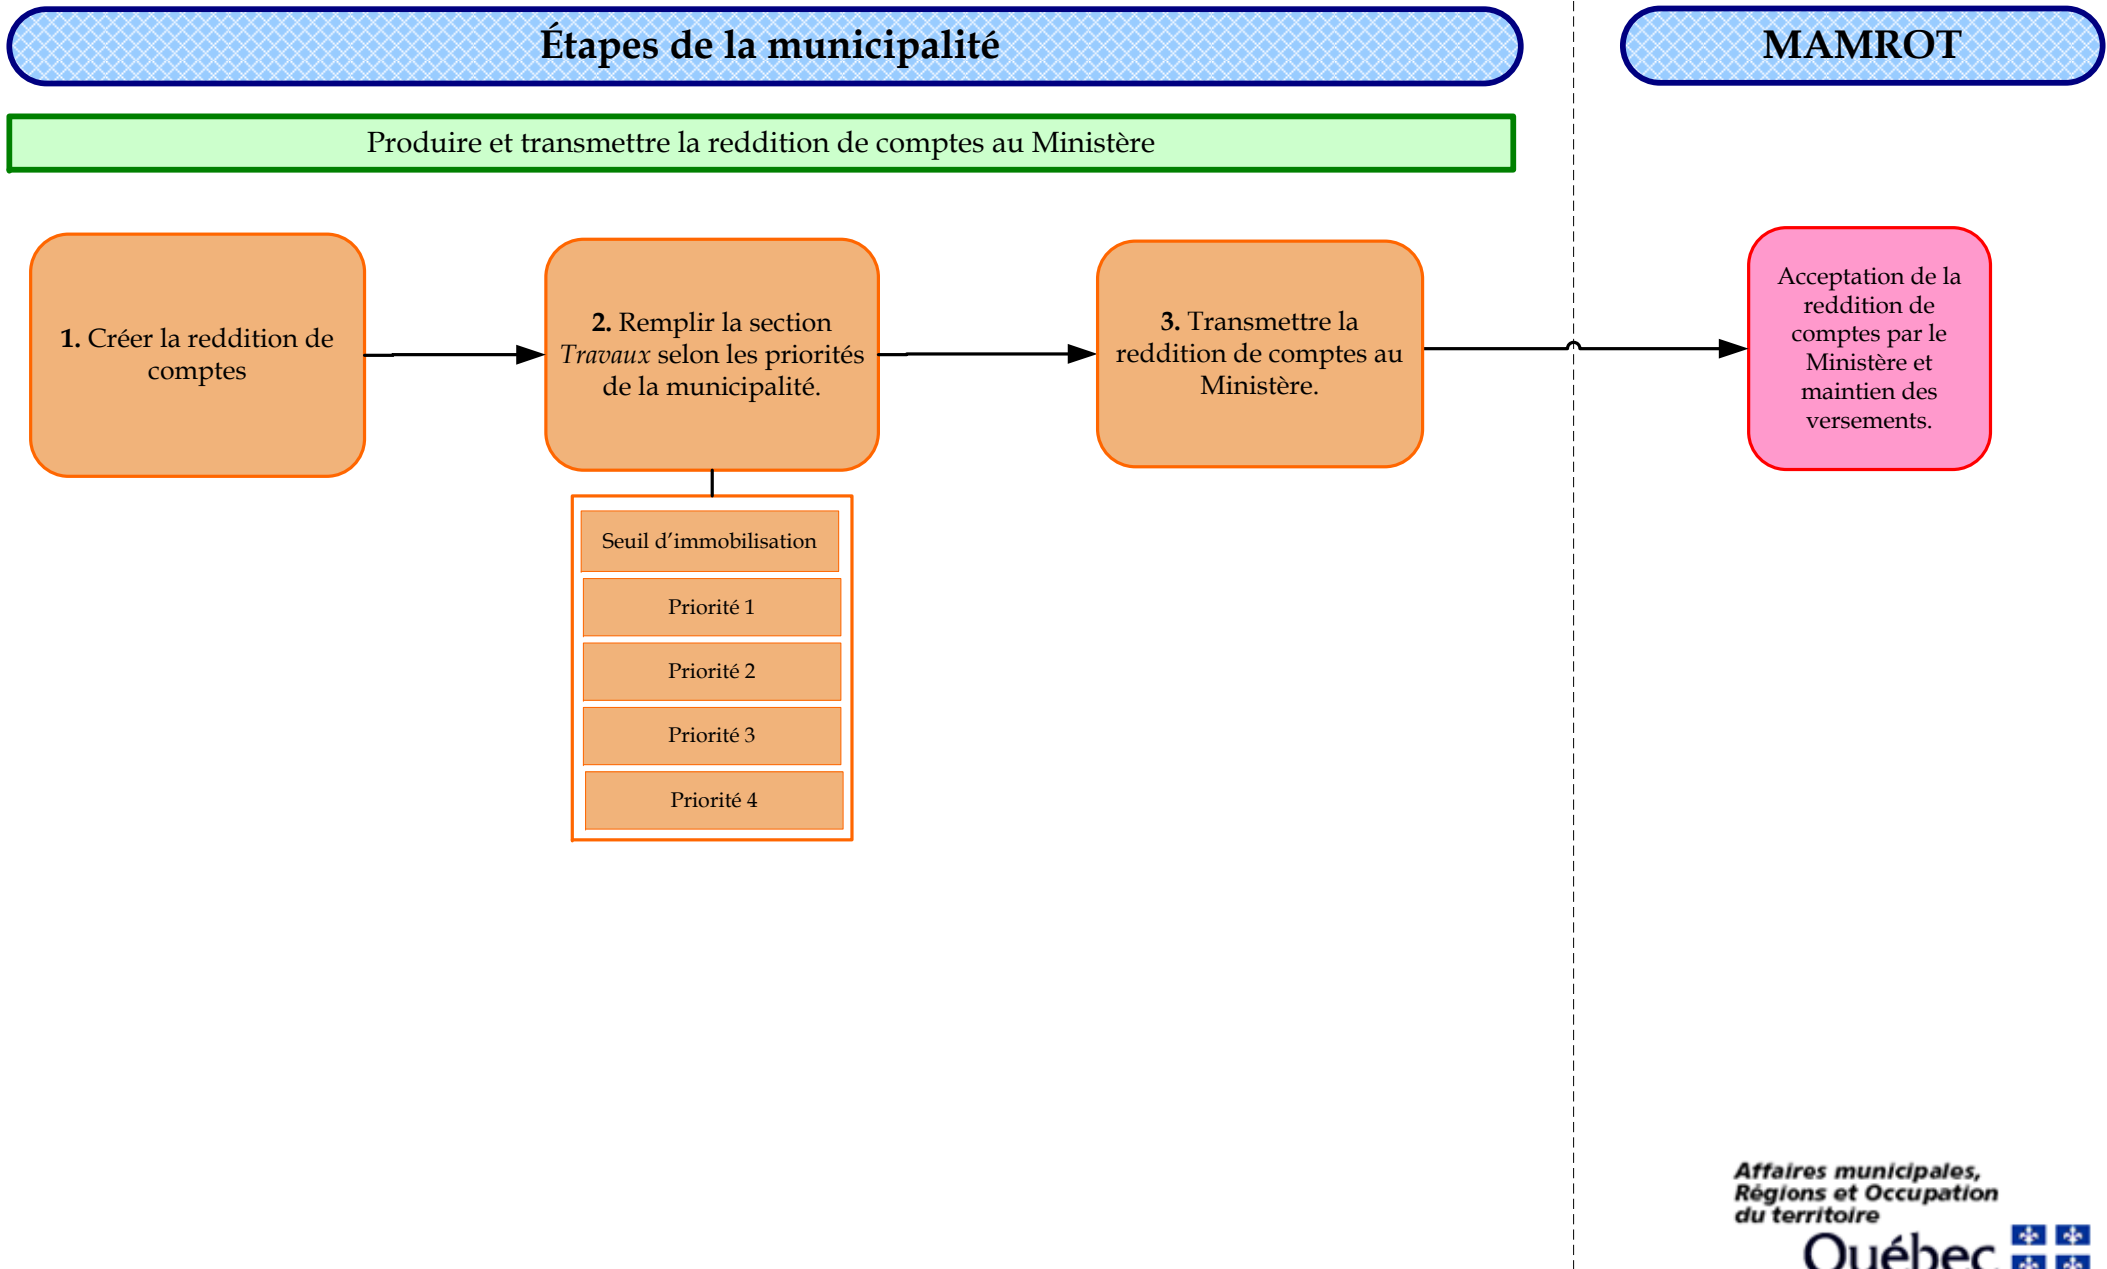 Étapes de la municipalité
MAMROT
Produire et transmettre la reddition de comptes au Ministère
1. Créer la reddition de
comptes
2. Remplir la section
Travaux selon les priorités
de la municipalité.
3. Transmettre la
reddition de comptes au
Ministère.
Acceptation de la
reddition de
comptes par le
Ministère et
maintien des
versements.
Seuil d’immobilisation
Priorité 1
Priorité 2
Priorité 3
Priorité 4
Affaires municipales,
Régions et Occupation
du territoire
Québec